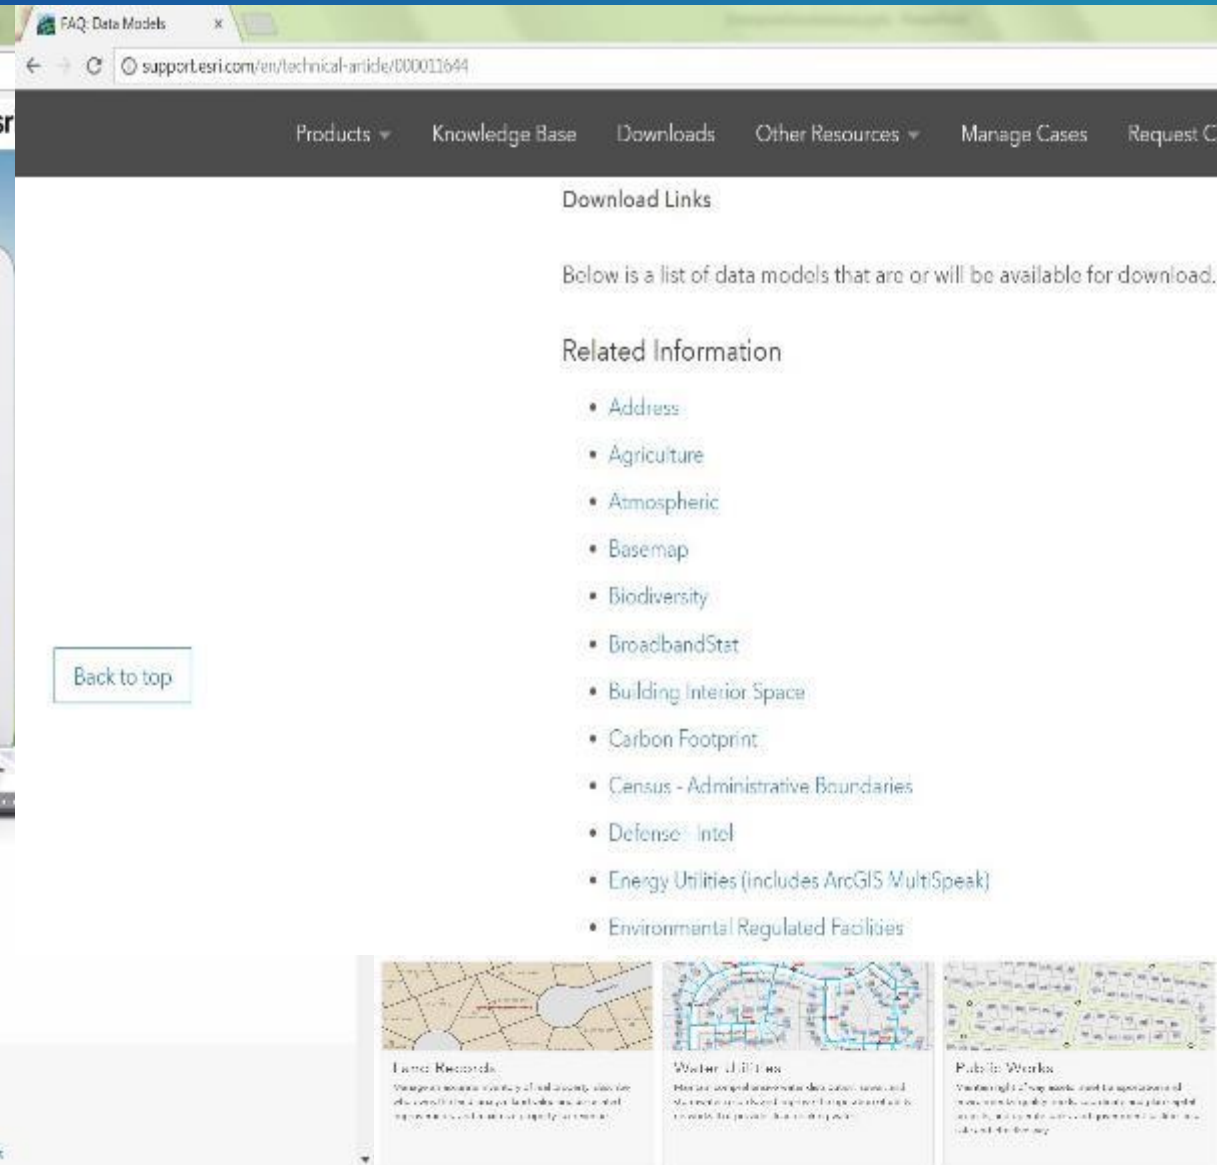 FAQ: Data Models
support.esri.com/en/technical-article/000011644
Products
Knowledge Base
Downloads
Other Resources
Manage Cases
Request C
Download Links
Below is a list of data models that are or will be available for download.
Related Information
• Address
• Agriculture
• Atmospheric
• Basemap
• Biodiversity
• BroadbandStat
• Building Interior Space
• Carbon Footprint
• Census - Administrative Boundaries
• Defense - Intel
• Energy Utilities (includes ArcGIS MultiSpeak)
• Environmental Regulated Facilities
Back to top
Land Records
Water Utilities
Public Works